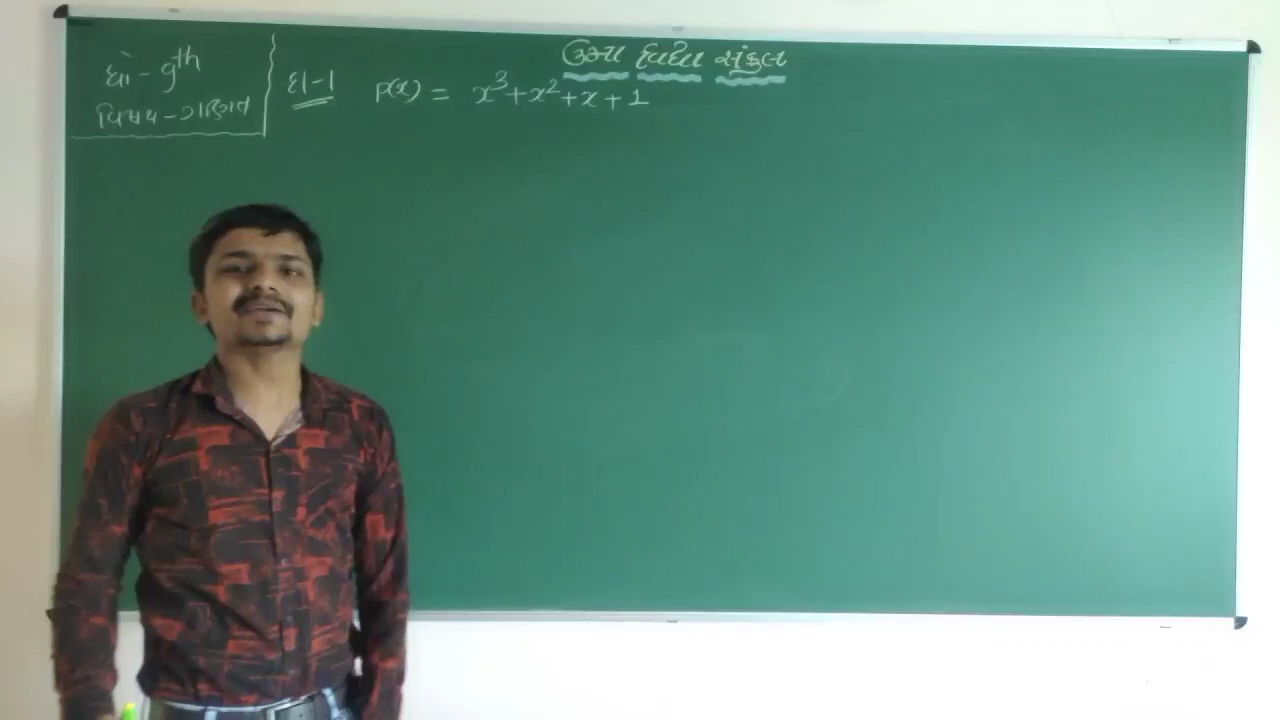 ઉમા વિદ્યા સંકુલ
ધો - 9th
વિષય - ગણિત
દા-1 P(x) = x³+x²+x+1